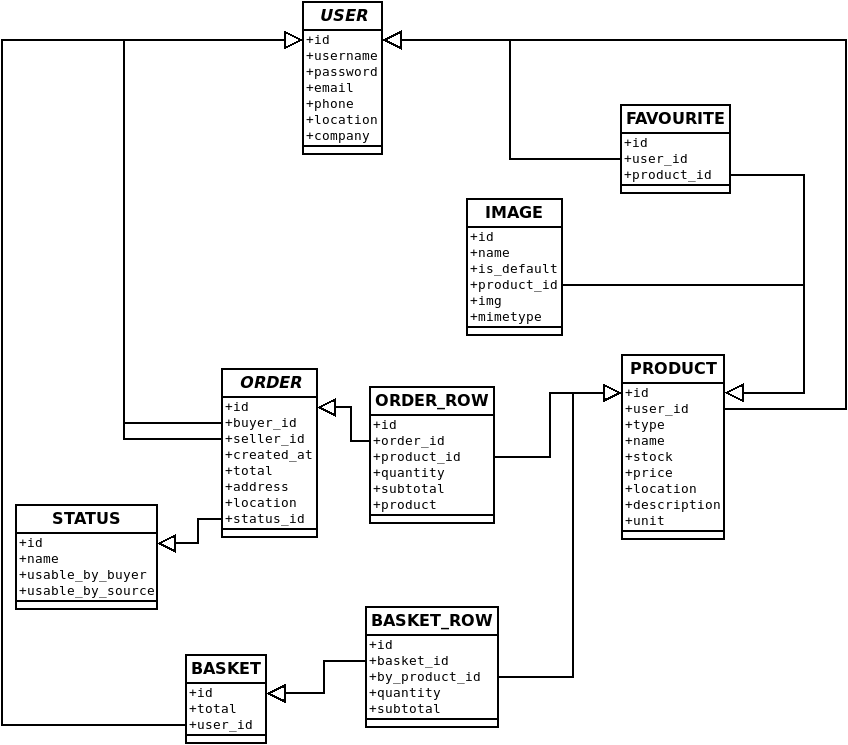 USER
+id
+username
+password
+email
+phone
+location
+company
FAVOURITE
+id
+user_id
+product_id
IMAGE
+id
+name
+is_default
+product_id
+img
+mimetype
ORDER
+id
+buyer_id
+seller_id
+created_at
+total
+address
+location
+status_id
ORDER_ROW
+id
+order_id
+product_id
+quantity
+subtotal
+product
PRODUCT
+id
+user_id
+type
+name
+stock
+price
+location
+description
+unit
STATUS
+id
+name
+usable_by_buyer
+usable_by_source
BASKET_ROW
+id
+basket_id
+by_product_id
+quantity
+subtotal
BASKET
+id
+total
+user_id